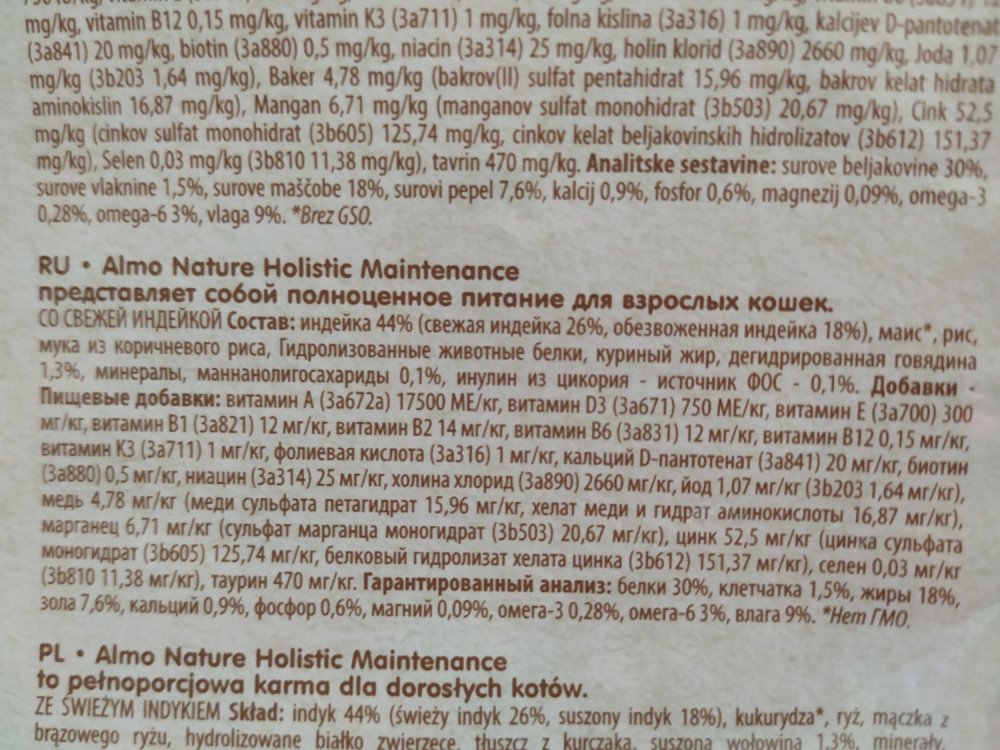 mg/kg, vitamin B12 0,15 mg/kg, vitamin K3 (3a711) 1 mg/kg, folna kislina (3a316) 1 mg/kg, kalcijev D-pantotenat
(3a841) 20 mg/kg, biotin (3a880) 0,5 mg/kg, niacin (3a314) 25 mg/kg, holin klorid (3a890) 2660 mg/kg, Joda 1,07
mg/kg (3b203 1,64 mg/kg), Baker 4,78 mg/kg (bakrov(II) sulfat pentahidrat 15,96 mg/kg, bakrov kelat hidrata
aminokislin 16,87 mg/kg), Mangan 6,71 mg/kg (manganov sulfat monohidrat (3b503) 20,67 mg/kg), Cink 52,5
mg/kg (cinkov sulfat monohidrat (3b605) 125,74 mg/kg, cinkov kelat beljakovinskih hidrolizatov (3b612) 151,37
mg/kg), Selen 0,03 mg/kg (3b810 11,38 mg/kg), tavrin 470 mg/kg. Analitske sestavine: surove beljakovine 30%,
surove vlaknine 1,5%, surove maščobe 18%, surovi pepel 7,6%, kalcij 0,9%, fosfor 0,6%, magnezij 0,09%, omega-3
0,28%, omega-6 3%, vlaga 9%. *Brez GSO.
RU • Almo Nature Holistic Maintenance
представляет собой полноценное питание для взрослых кошек.
СО СВЕЖЕЙ ИНДЕЙКОЙ Состав: индейка 44% (свежая индейка 26%, обезвоженная индейка 18%), маис*, рис,
мука из коричневого риса, Гидролизованные животные белки, куриный жир, дегидрированная говядина
1,3%, минералы, маннанолигосахариды 0,1%, инулин из цикория - источник ФОС - 0,1%. Добавки -
Пищевые добавки: витамин А (3a672a) 17500 МЕ/кг, витамин D3 (3a671) 750 МЕ/кг, витамин Е (3a700) 300
мг/кг, витамин В1 (3a821) 12 мг/кг, витамин В2 14 мг/кг, витамин В6 (3a831) 12 мг/кг, витамин В12 0,15 мг/кг,
витамин К3 (3a711) 1 мг/кг, фолиевая кислота (3a316) 1 мг/кг, кальций D-пантотенат (3a841) 20 мг/кг, биотин
(3a880) 0,5 мг/кг, ниацин (3a314) 25 мг/кг, холина хлорид (3a890) 2660 мг/кг, йод 1,07 мг/кг (3b203 1,64 мг/кг),
медь 4,78 мг/кг (меди сульфата петагидрат 15,96 мг/кг, хелат меди и гидрат аминокислоты 16,87 мг/кг),
марганец 6,71 мг/кг (сульфат марганца моногидрат (3b503) 20,67 мг/кг), цинк 52,5 мг/кг (цинка сульфата
моногидрат (3b605) 125,74 мг/кг, белковый гидролизат хелата цинка (3b612) 151,37 мг/кг), селен 0,03 мг/кг
(3b810 11,38 мг/кг), таурин 470 мг/кг. Гарантированный анализ: белки 30%, клетчатка 1,5%, жиры 18%,
зола 7,6%, кальций 0,9%, фосфор 0,6%, магний 0,09%, омега-3 0,28%, омега-6 3%, влага 9%. *Нет ГМО.
PL • Almo Nature Holistic Maintenance
to pełnoporcjowa karma dla dorosłych kotów.
ZE ŚWIEŻYM INDYKIEM Skład: indyk 44% (świeży indyk 26%, suszony indyk 18%), kukurydza*, ryż, mączka z
brązowego ryżu, hydrolizowane białko zwierzęce, tłuszcz z kurczaka, suszona wołowina 1,3%, minerały,